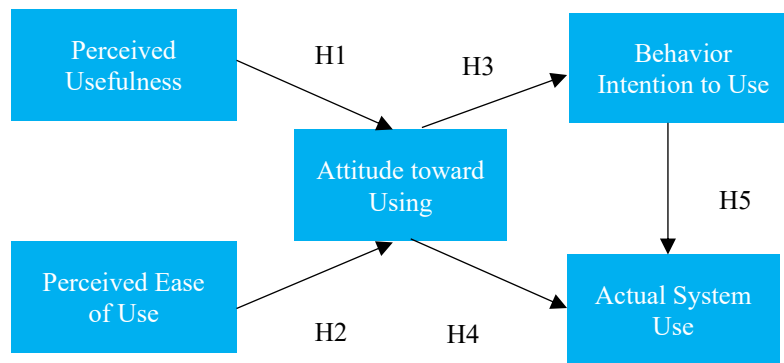 Perceived
Usefulness
H1
H3
Behavior
Intention to Use
Attitude toward
Using
H5
Perceived Ease
of Use
H2
H4
Actual System
Use